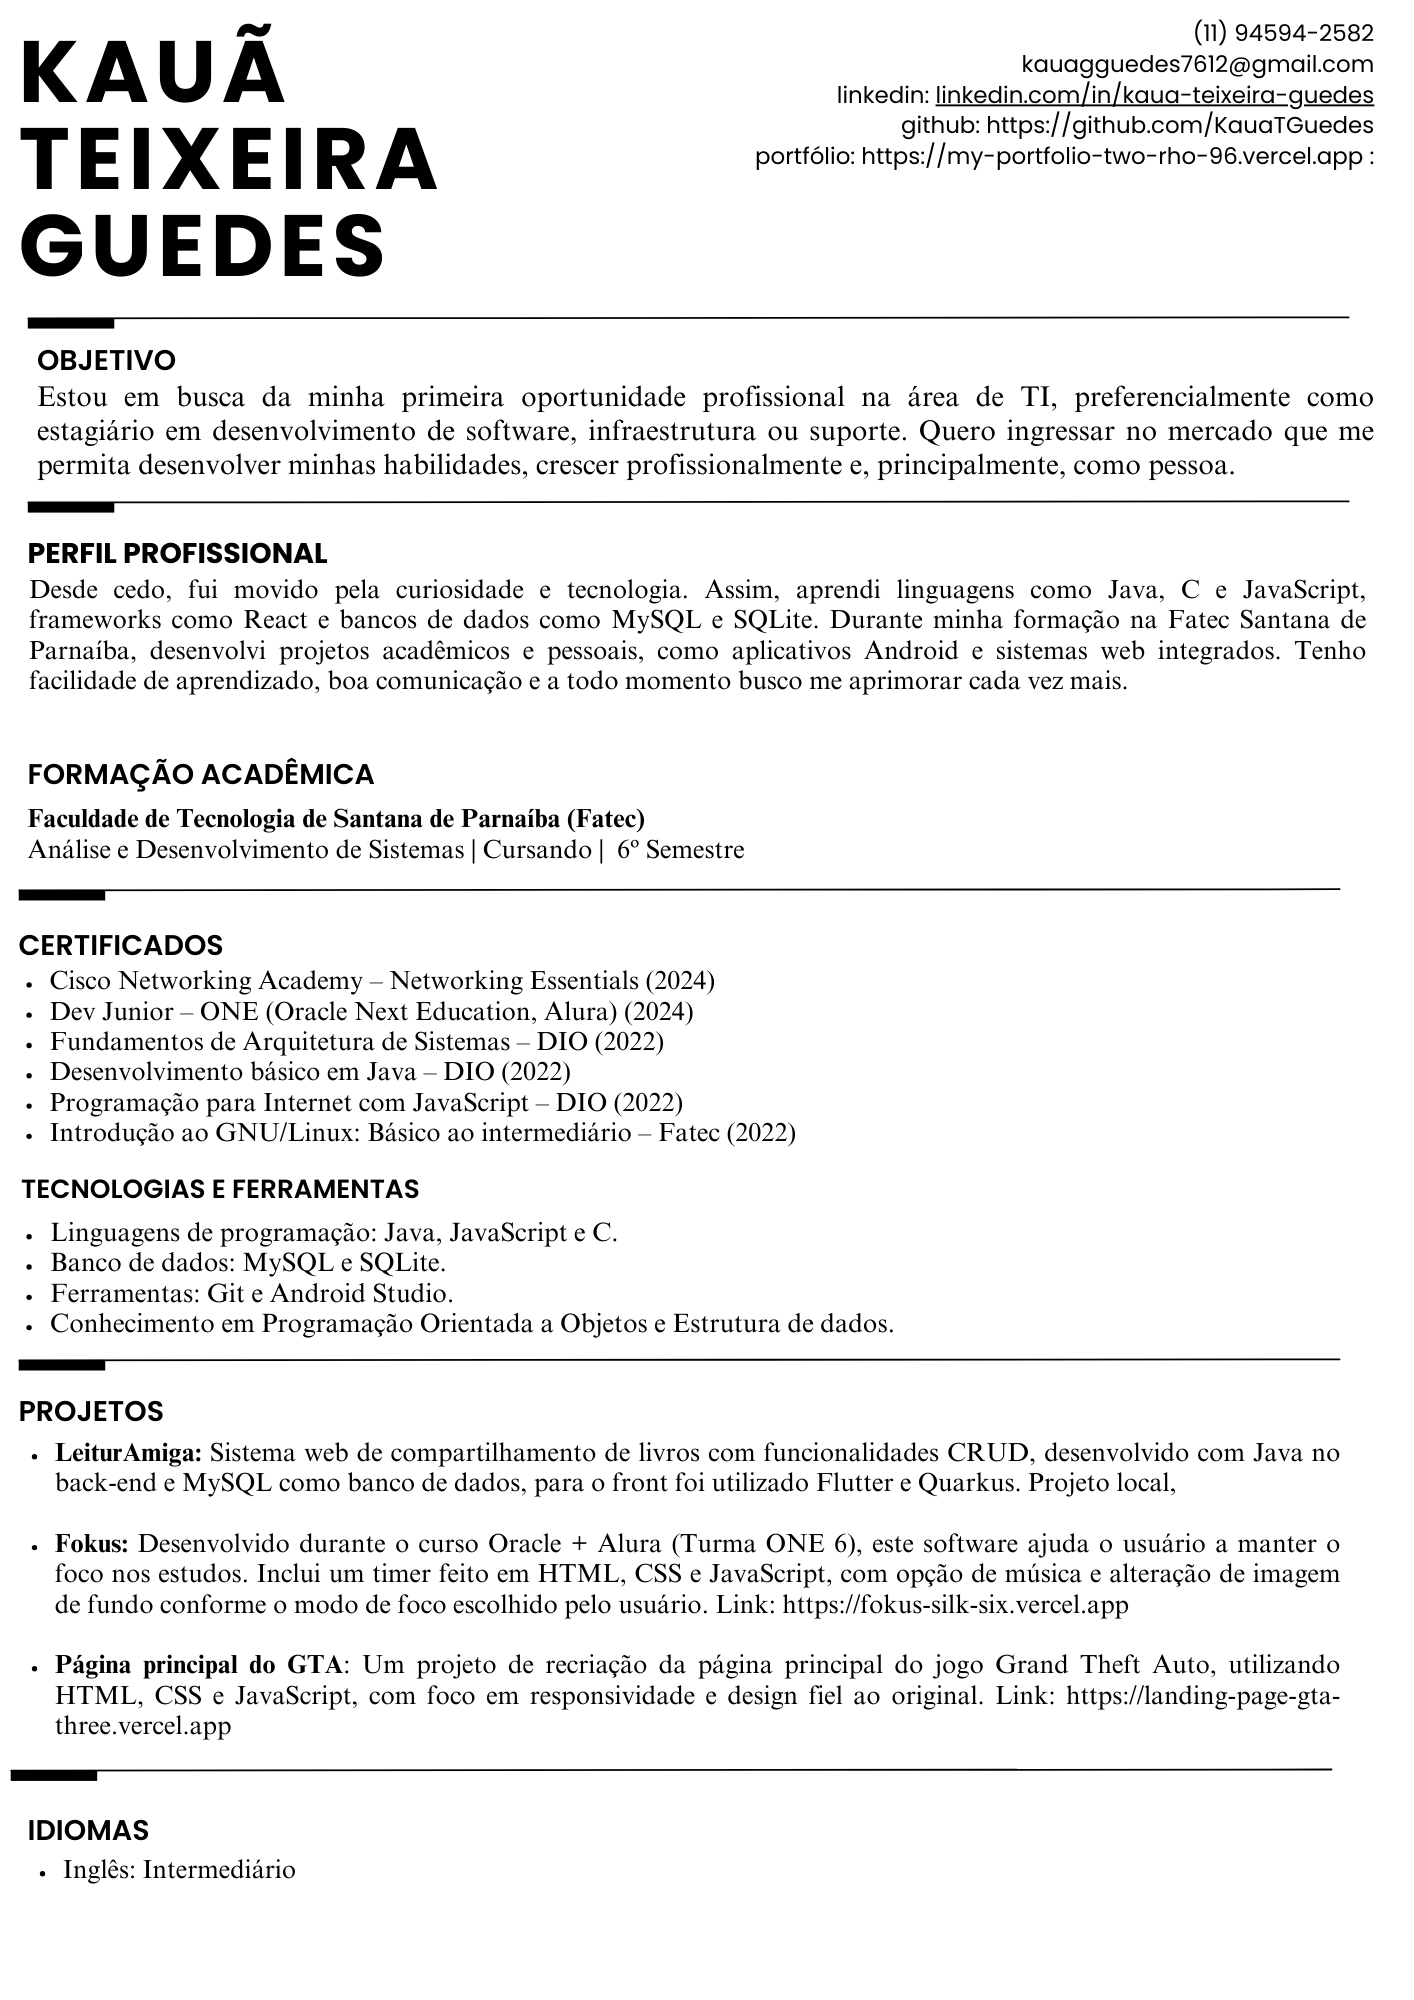 KAUÃ
TEIXEIRA
GUEDES
(11) 94594-2582
kauagguedes7612@gmail.com
linkedin: linkedin.com/in/kaua-teixeira-guedes
github: https://github.com/KauaTGuedes
portfólio: https://my-portfolio-two-rho-96.vercel.app :
OBJETIVO
Estou em busca da minha primeira oportunidade profissional na área de TI, preferencialmente como
estagiário em desenvolvimento de software, infraestrutura ou suporte. Quero ingressar no mercado que me
permita desenvolver minhas habilidades, crescer profissionalmente e, principalmente, como pessoa.
PERFIL PROFISSIONAL
Desde cedo, fui movido pela curiosidade e tecnologia. Assim, aprendi linguagens como Java, C e JavaScript,
frameworks como React e bancos de dados como MySQL e SQLite. Durante minha formação na Fatec Santana de
Parnaíba, desenvolvi projetos acadêmicos e pessoais, como aplicativos Android e sistemas web integrados. Tenho
facilidade de aprendizado, boa comunicação e a todo momento busco me aprimorar cada vez mais.
FORMAÇÃO ACADÊMICA
Faculdade de Tecnologia de Santana de Parnaíba (Fatec)
Análise e Desenvolvimento de Sistemas | Cursando | 6º Semestre
CERTIFICADOS
• Cisco Networking Academy – Networking Essentials (2024)
• Dev Junior – ONE (Oracle Next Education, Alura) (2024)
• Fundamentos de Arquitetura de Sistemas – DIO (2022)
• Desenvolvimento básico em Java – DIO (2022)
• Programação para Internet com JavaScript – DIO (2022)
• Introdução ao GNU/Linux: Básico ao intermediário – Fatec (2022)
TECNOLOGIAS E FERRAMENTAS
• Linguagens de programação: Java, JavaScript e C.
• Banco de dados: MySQL e SQLite.
• Ferramentas: Git e Android Studio.
• Conhecimento em Programação Orientada a Objetos e Estrutura de dados.
PROJETOS
• LeiturAmiga: Sistema web de compartilhamento de livros com funcionalidades CRUD, desenvolvido com Java no
back-end e MySQL como banco de dados, para o front foi utilizado Flutter e Quarkus. Projeto local,
• Fokus: Desenvolvido durante o curso Oracle + Alura (Turma ONE 6), este software ajuda o usuário a manter o
foco nos estudos. Inclui um timer feito em HTML, CSS e JavaScript, com opção de música e alteração de imagem
de fundo conforme o modo de foco escolhido pelo usuário. Link: https://fokus-silk-six.vercel.app
• Página principal do GTA: Um projeto de recriação da página principal do jogo Grand Theft Auto, utilizando
HTML, CSS e JavaScript, com foco em responsividade e design fiel ao original. Link: https://landing-page-gta-
three.vercel.app
IDIOMAS
• Inglês: Intermediário